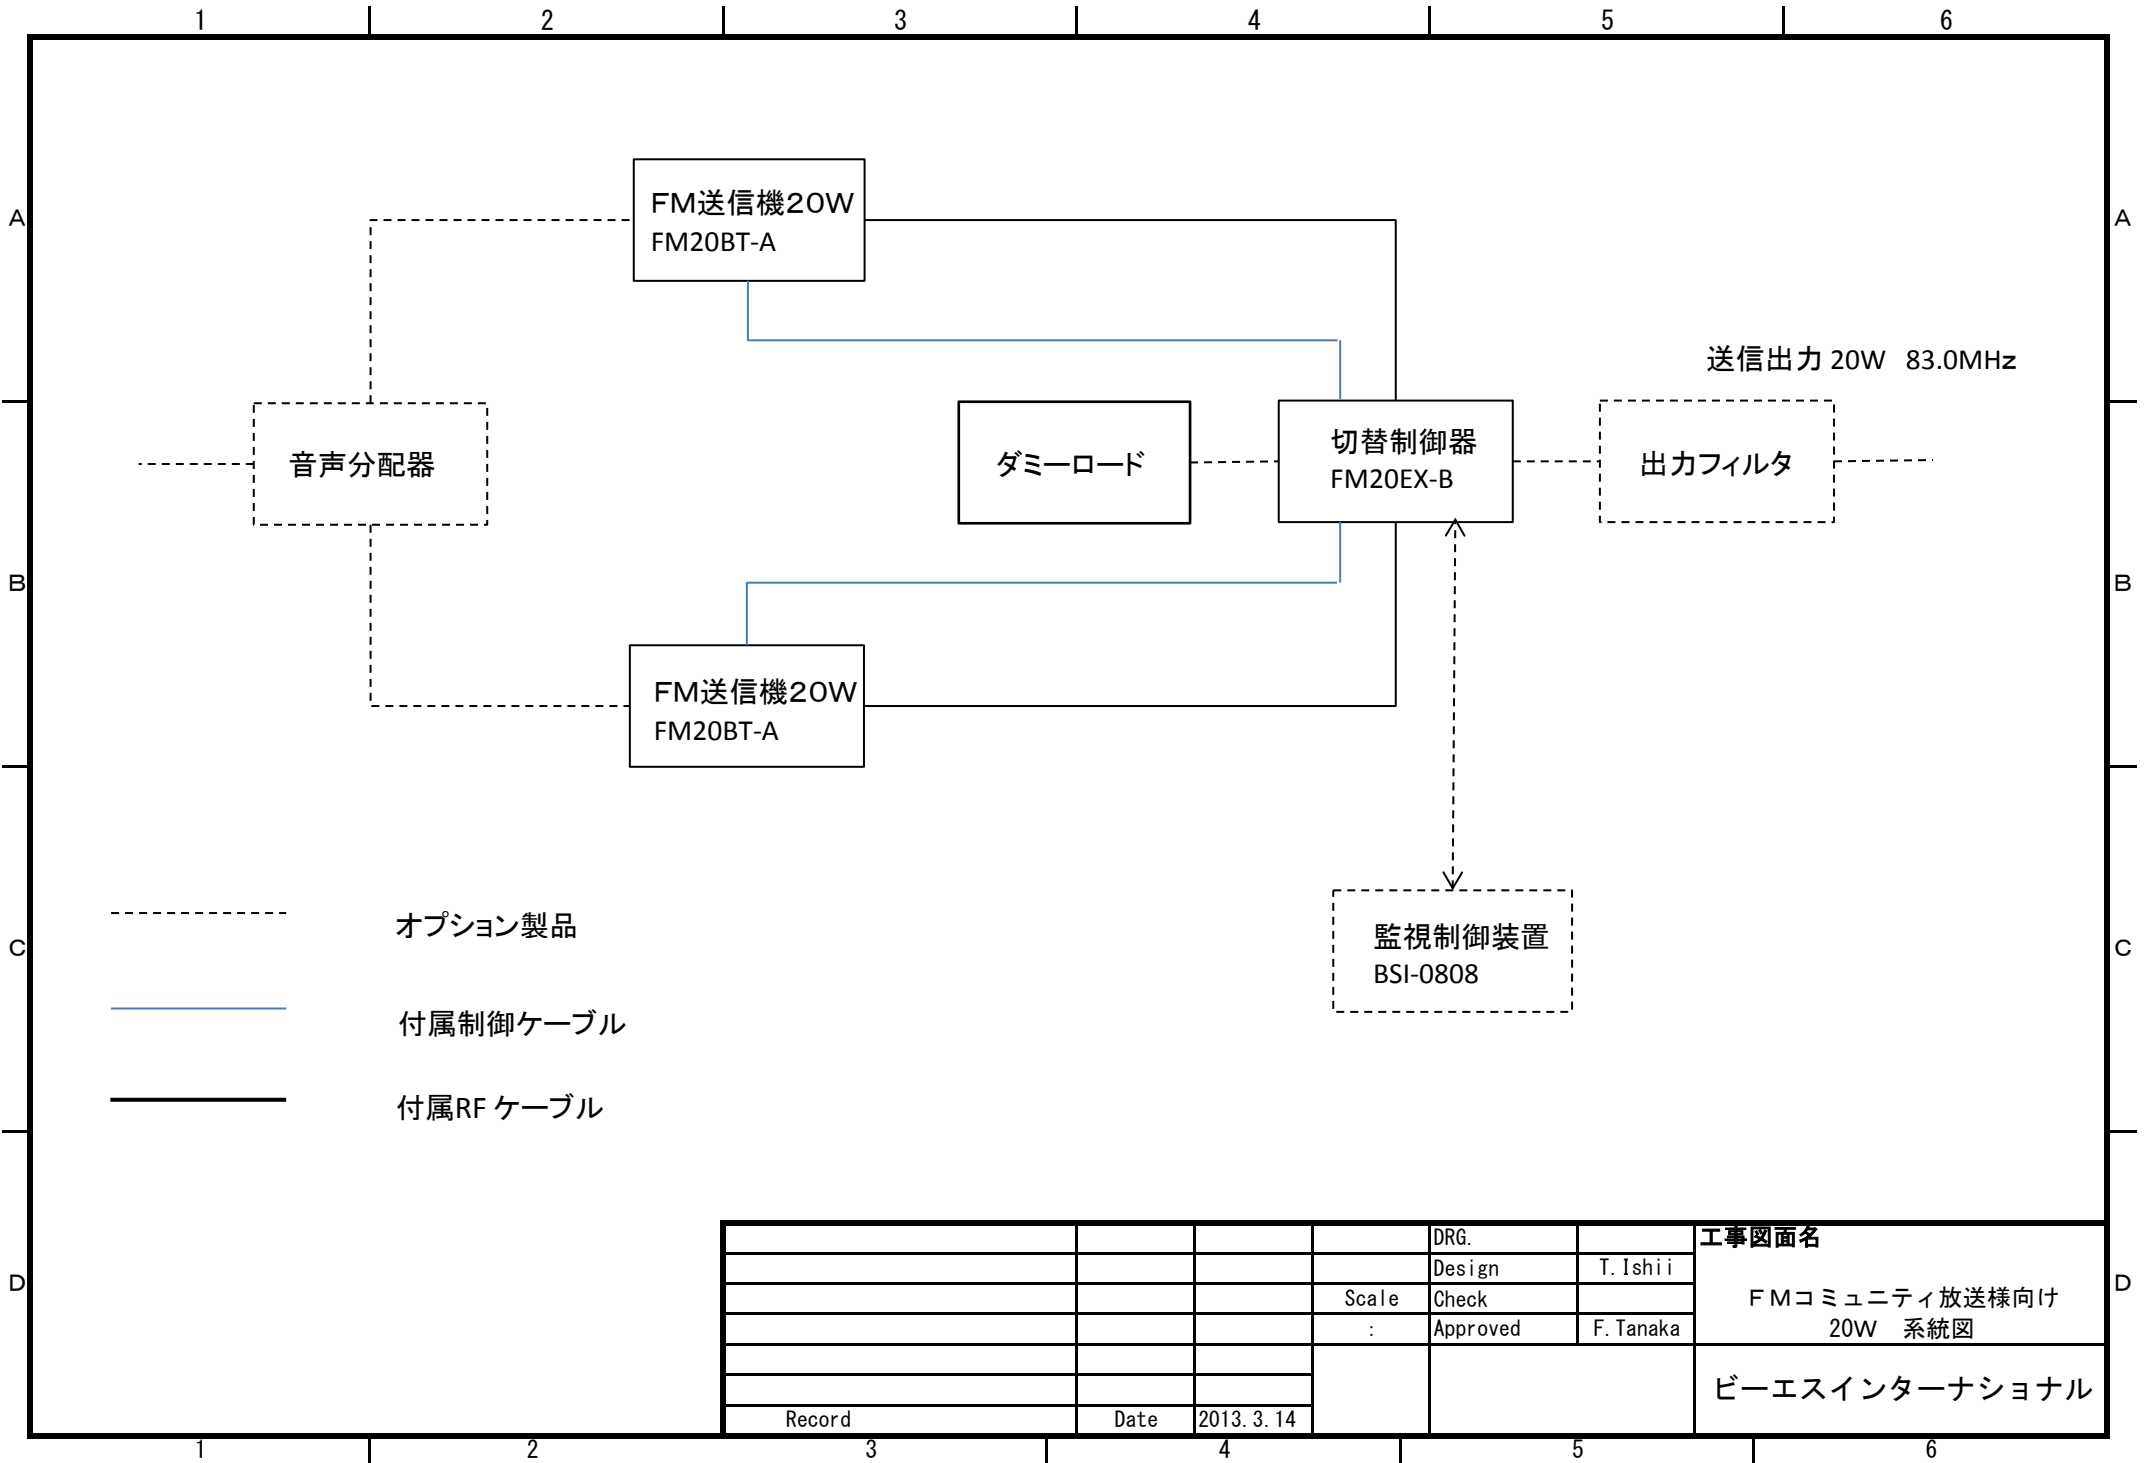 1 2 3 4 5 6
A A
FM送信機20W
FM20BT-A
送信出力 20W 83.0MHz
音声分配器
ダミーロード
切替制御器
FM20EX-B
出力フィルタ
B B
FM送信機20W
FM20BT-A
オプション製品
監視制御装置
BSI-0808
C C
付属制御ケーブル
付属RF ケーブル
DRG. 工事図面名
Design T.Ishii
D D
Scale Check
FMコミュニティ放送様向け
: Approved F.Tanaka
20W 系統図
ビーエスインターナショナル
Record Date 2013.3.14
1 2 3 4 5 6